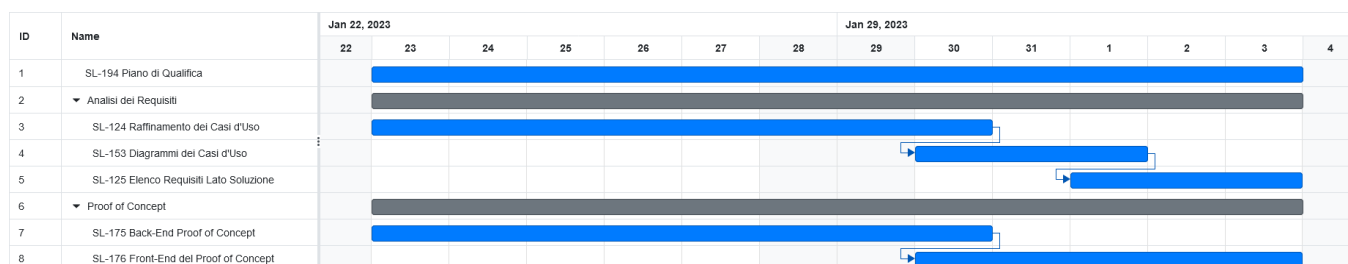 ID Name Jan 22, 2023 Jan 29, 2023
22 23 24 25 26 27 28 29 30 31 1 2 3 4
1 SL-194 Piano di Qualifica
2 Analisi dei Requisiti
3 SL-124 Raffinamento dei Casi d'Uso
4 SL-153 Diagrammi dei Casi d'Uso
5 SL-125 Elenco Requisiti Lato Soluzione
6 Proof of Concept
7 SL-175 Back-End Proof of Concept
8 SL-176 Front-End del Proof of Concept